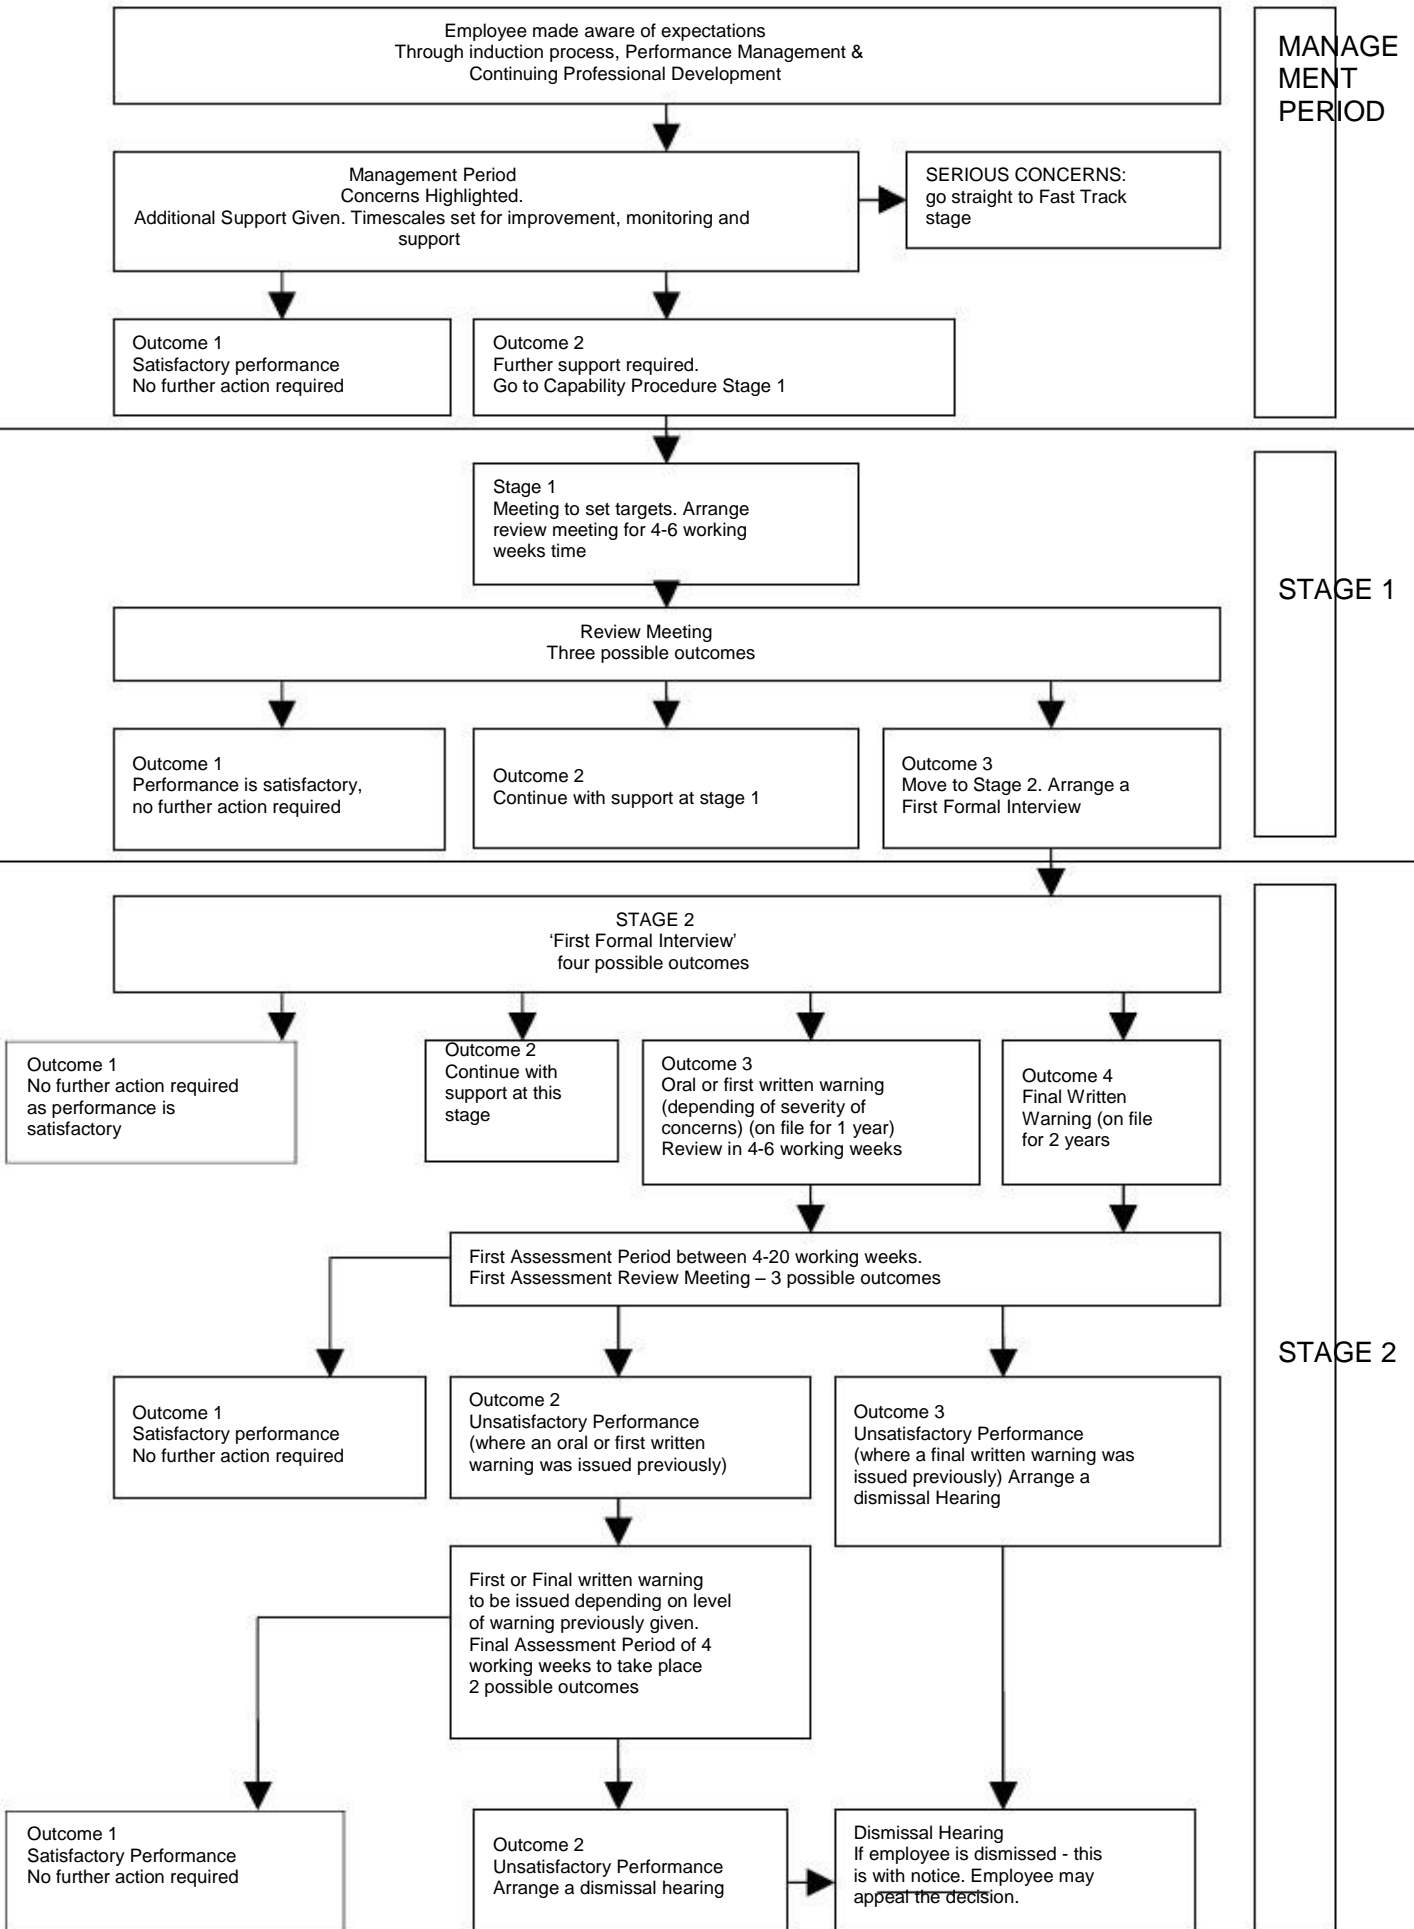 Employee made aware of expectations
Through induction process, Performance Management &
Continuing Professional Development
MANAGE
MENT
PERIOD
Management Period
Concerns Highlighted.
Additional Support Given. Timescales set for improvement, monitoring and
support
SERIOUS CONCERNS:
go straight to Fast Track
stage
Outcome 1
Satisfactory performance
No further action required
Outcome 2
Further support required.
Go to Capability Procedure Stage 1
Stage 1
Meeting to set targets. Arrange
review meeting for 4-6 working
weeks time
STAGE 1
Review Meeting
Three possible outcomes
Outcome 1
Performance is satisfactory,
no further action required
Outcome 2
Continue with support at stage 1
Outcome 3
Move to Stage 2. Arrange a
First Formal Interview
STAGE 2
‘First Formal Interview’
four possible outcomes
Outcome 1
No further action required
as performance is
satisfactory
Outcome 2
Continue with
support at this
stage
Outcome 3
Oral or first written warning
(depending of severity of
concerns) (on file for 1 year)
Review in 4-6 working weeks
Outcome 4
Final Written
Warning (on file
for 2 years
First Assessment Period between 4-20 working weeks.
First Assessment Review Meeting – 3 possible outcomes
STAGE 2
Outcome 1
Satisfactory performance
No further action required
Outcome 2
Unsatisfactory Performance
(where an oral or first written
warning was issued previously)
Outcome 3
Unsatisfactory Performance
(where a final written warning was
issued previously) Arrange a
dismissal Hearing
First or Final written warning
to be issued depending on level
of warning previously given.
Final Assessment Period of 4
working weeks to take place
2 possible outcomes
Outcome 1
Satisfactory Performance
No further action required
Outcome 2
Unsatisfactory Performance
Arrange a dismissal hearing
Dismissal Hearing
If employee is dismissed - this
is with notice. Employee may
appeal the decision.